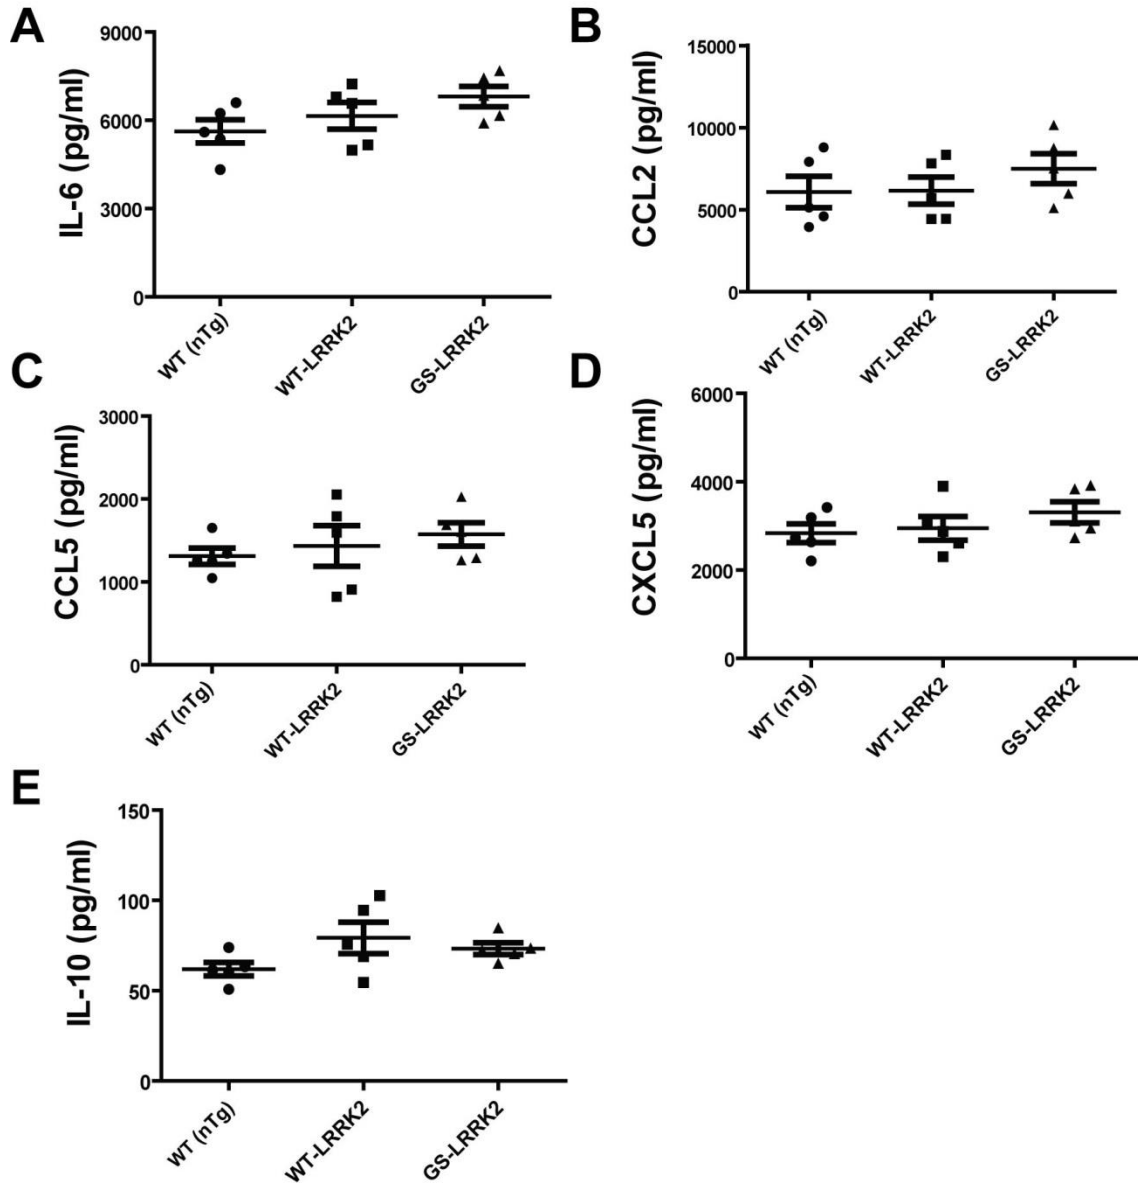 A
IL-6 (pg/ml)
9000
6000
3000
0
WT (nTg)
WT-LRRK2
GS-LRRK2
B
CCL2 (pg/ml)
15000
10000
5000
0
WT (nTg)
WT-LRRK2
GS-LRRK2
C
CCL5 (pg/ml)
3000
2000
1000
0
WT (nTg)
WT-LRRK2
GS-LRRK2
D
CXCL5 (pg/ml)
6000
4000
2000
0
WT (nTg)
WT-LRRK2
GS-LRRK2
E
IL-10 (pg/ml)
150
100
50
0
WT (nTg)
WT-LRRK2
GS-LRRK2